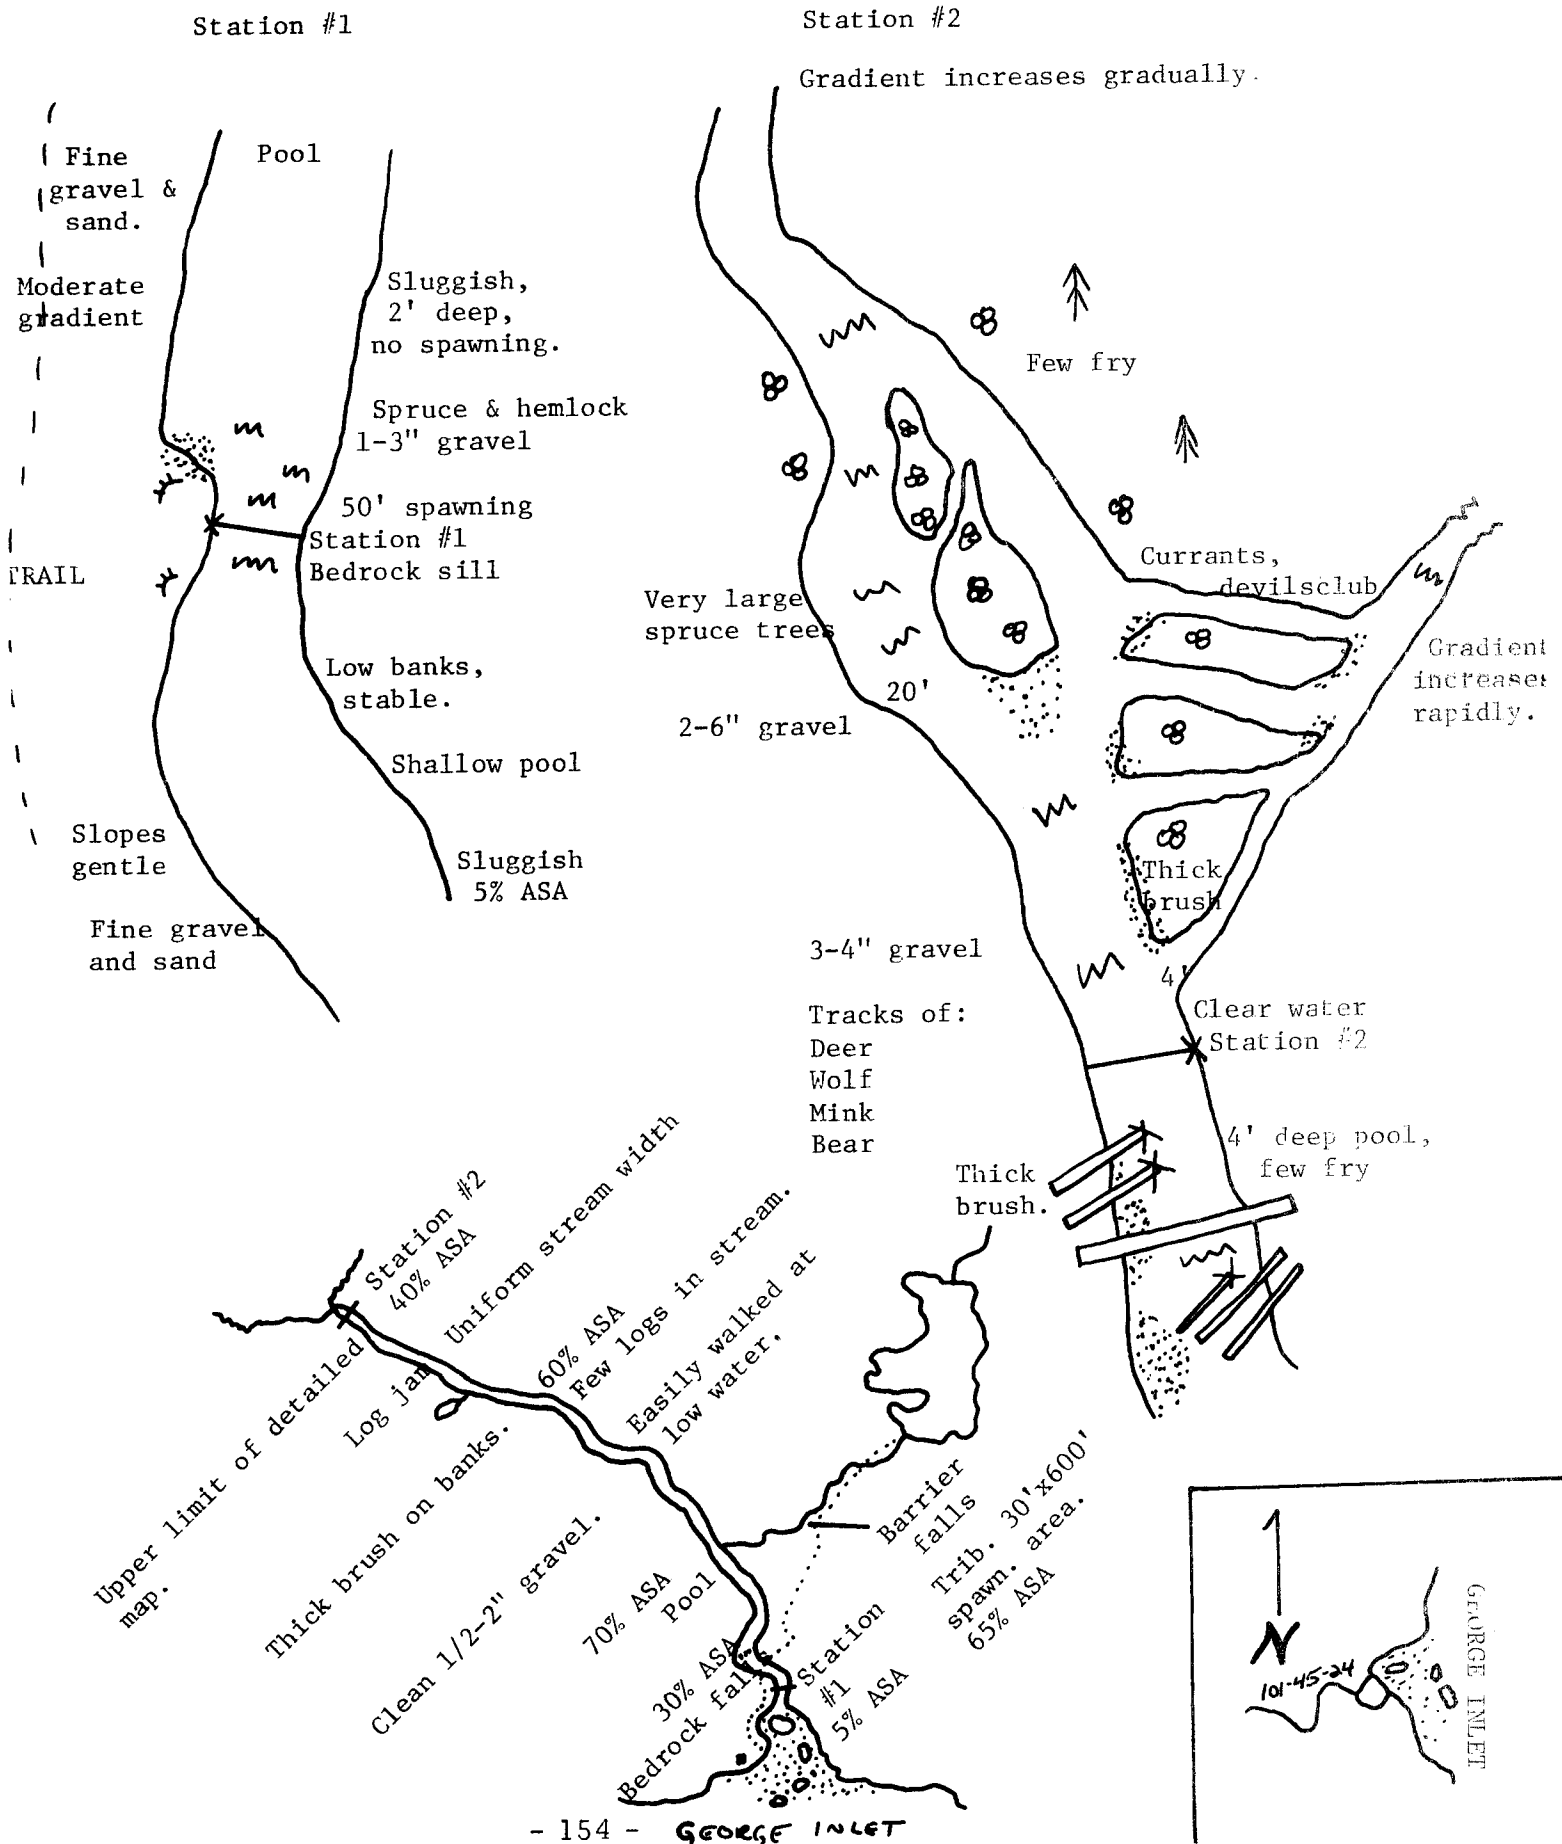 Station #1
Fine
gravel &
sand.
Pool
Moderate
gradient
Sluggish,
2' deep,
no spawning.
Spruce & hemlock
1-3" gravel
50' spawning
Station #1
Bedrock sill
TRAIL
Low banks,
stable.
Shallow pool
Slopes
gentle
Sluggish
5% ASA
Fine gravel
and sand
Station #2
Gradient increases gradually.
Few fry
Currants,
devilsclub
Very large
spruce trees
20'
2-6" gravel
Gradient
increases
rapidly.
Thick
brush
3-4" gravel
4'
Clear water
Station #2
Tracks of:
Deer
Wolf
Mink
Bear
4' deep pool,
few fry
Thick
brush.
Station #2
40% ASA
Uniform stream width
60% ASA
Few logs in stream.
Easily walked at
low water.
Upper limit of detailed
map.
Log jam
Thick brush on banks.
Clean 1/2-2" gravel.
70% ASA
Pool
30% ASA
Bedrock falls
Barrier
falls
Trib. 30'x600'
spawn. area.
65% ASA
Station
#1
5% ASA
N
101-45-24
GEORGE INLET
- 154 - GEORGE INLET